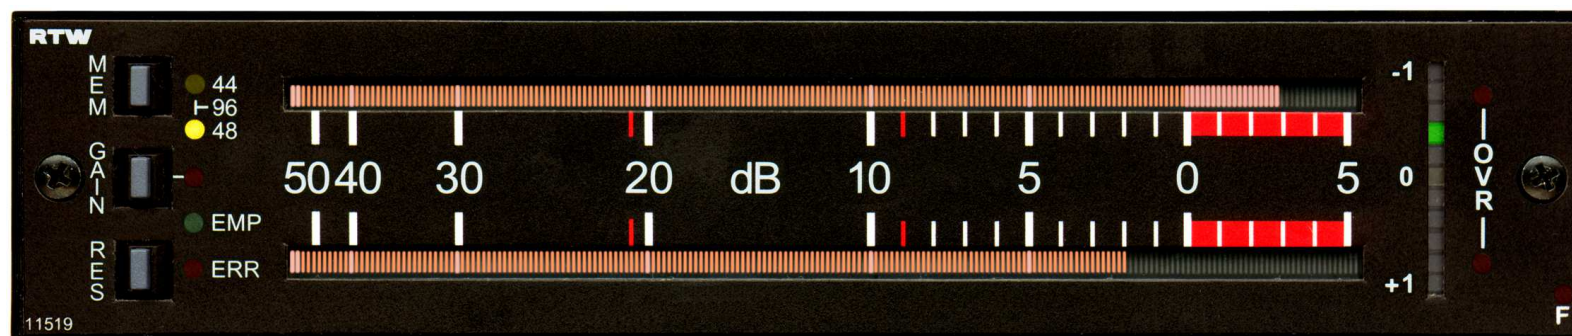 RTW
MEM
44
96
48
GAIN
EMP
RES
ERR
50 40 30 20 dB 10 5 0 5
-1
0
+1
OVR
F
11519